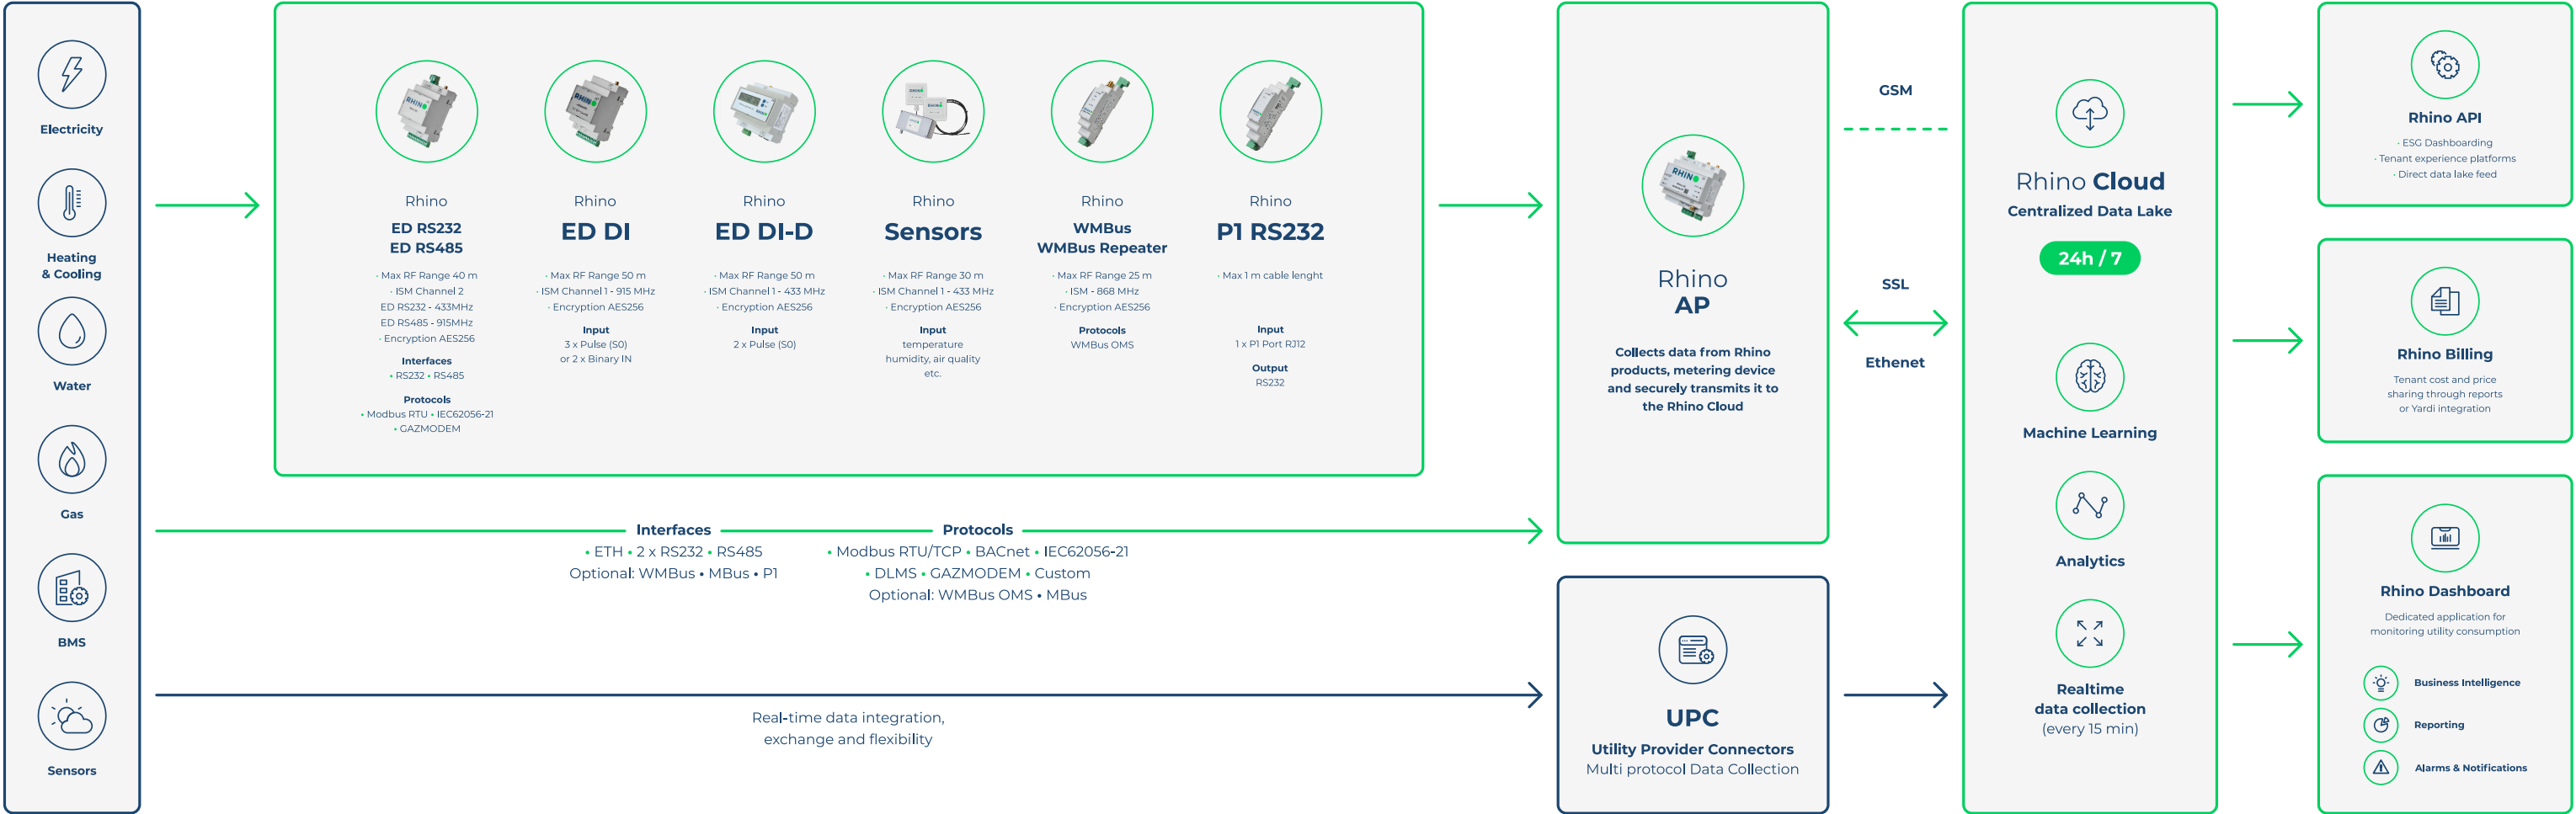 Electricity
Heating
& Cooling
Water
Gas
BMS
Sensors
Rhino
ED RS232
ED RS485
· Max RF Range 40 m
· ISM Channel 2
ED RS232 - 433MHz
ED RS485 - 915MHz
· Encryption AES256
Interfaces
• RS232 • RS485
Protocols
• Modbus RTU • IEC62056-21
• GAZMODEM
Rhino
ED DI
· Max RF Range 50 m
· ISM Channel 1 - 915 MHz
· Encryption AES256
Input
3 x Pulse (S0)
or 2 x Binary IN
Rhino
ED DI-D
· Max RF Range 50 m
· ISM Channel 1 - 433 MHz
· Encryption AES256
Input
2 x Pulse (S0)
Rhino
Sensors
· Max RF Range 30 m
· ISM Channel 1 - 433 MHz
· Encryption AES256
Input
temperature
humidity, air quality
etc.
Rhino
WMBus
WMBus Repeater
· Max RF Range 25 m
· ISM - 868 MHz
· Encryption AES256
Protocols
WMBus OMS
Rhino
P1 RS232
· Max 1 m cable lenght
Input
1 x P1 Port RJ12
Output
RS232
Interfaces
• ETH • 2 x RS232 • RS485
Optional: WMBus • MBus • P1
Protocols
• Modbus RTU/TCP • BACnet • IEC62056-21
• DLMS • GAZMODEM • Custom
Optional: WMBus OMS • MBus
Real-time data integration,
exchange and flexibility
RHINO
Rhino
AP
Collects data from Rhino
products, metering device
and securely transmits it to
the Rhino Cloud
UPC
Utility Provider Connectors
Multi protocol Data Collection
GSM
SSL
Ethenet
Rhino Cloud
Centralized Data Lake
24h / 7
Machine Learning
Analytics
Realtime
data collection
(every 15 min)
Rhino API
· ESG Dashboarding
· Tenant experience platforms
· Direct data lake feed
Rhino Billing
Tenant cost and price
sharing through reports
or Yardi integration
Rhino Dashboard
Dedicated application for
monitoring utility consumption
Business Intelligence
Reporting
Alarms & Notifications